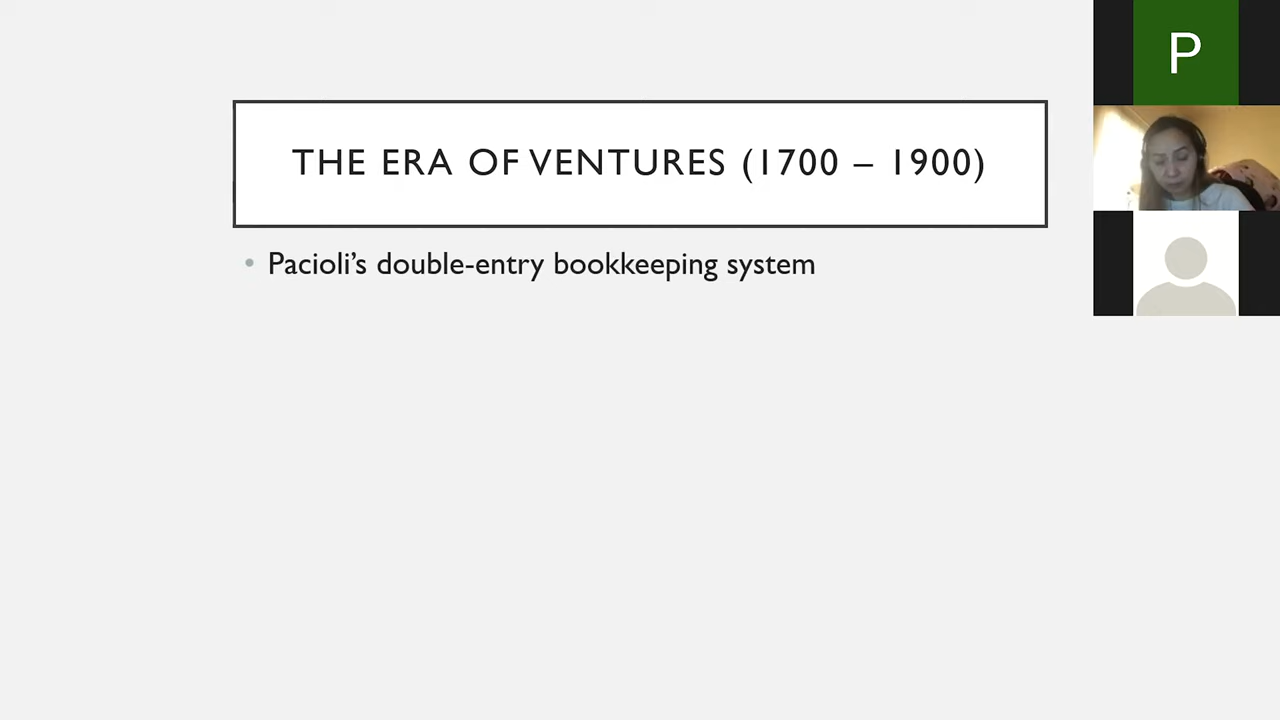 THE ERA OF VENTURES (1700 – 1900)
• Pacioli’s double-entry bookkeeping system
P